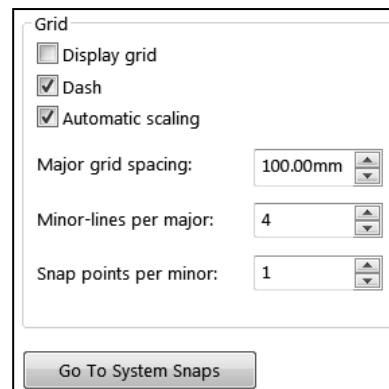 Grid
Display grid
Dash
Automatic scaling
Major grid spacing: 100.00mm
Minor-lines per major: 4
Snap points per minor: 1
Go To System Snaps